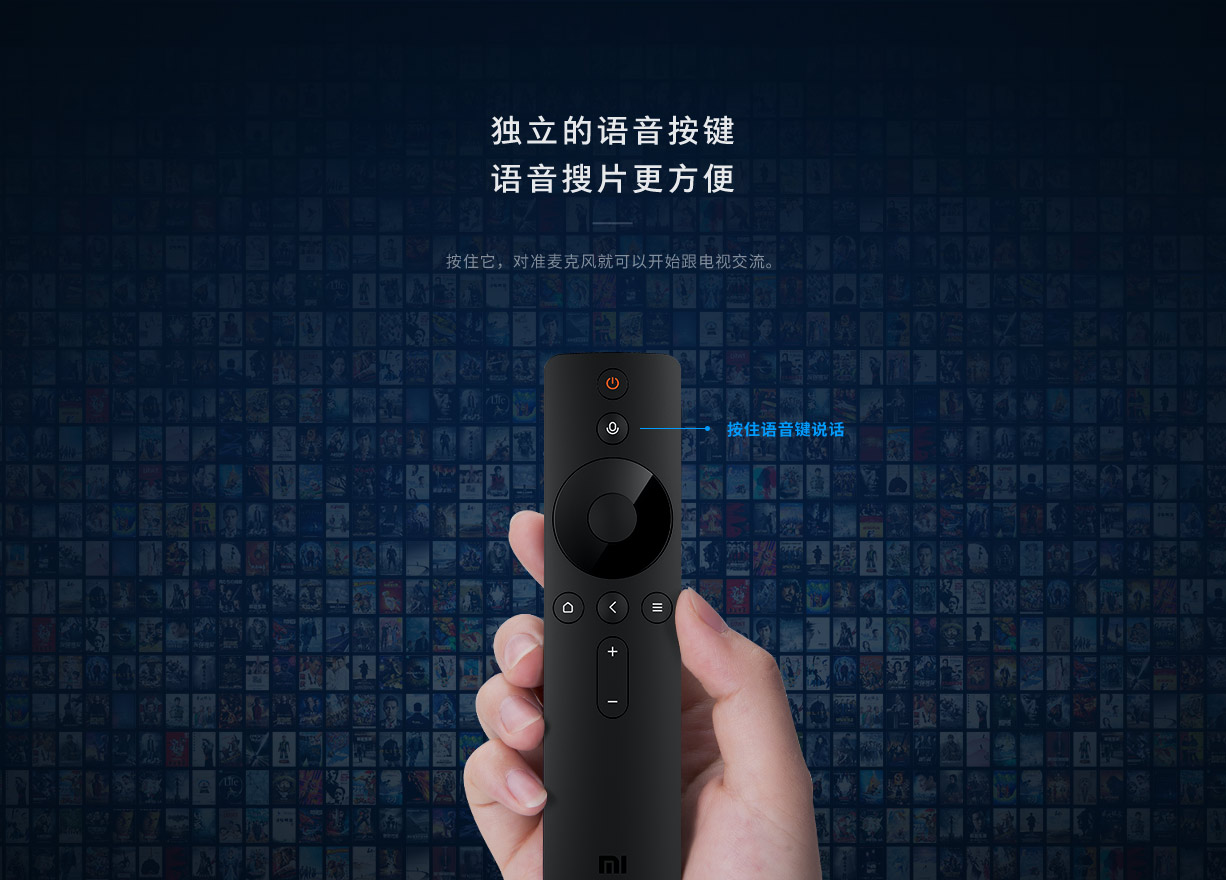 独立的语音按键
语音搜片更方便
按住它，对准麦克风就可以开始跟电视交流。
按住语音键说话
mi